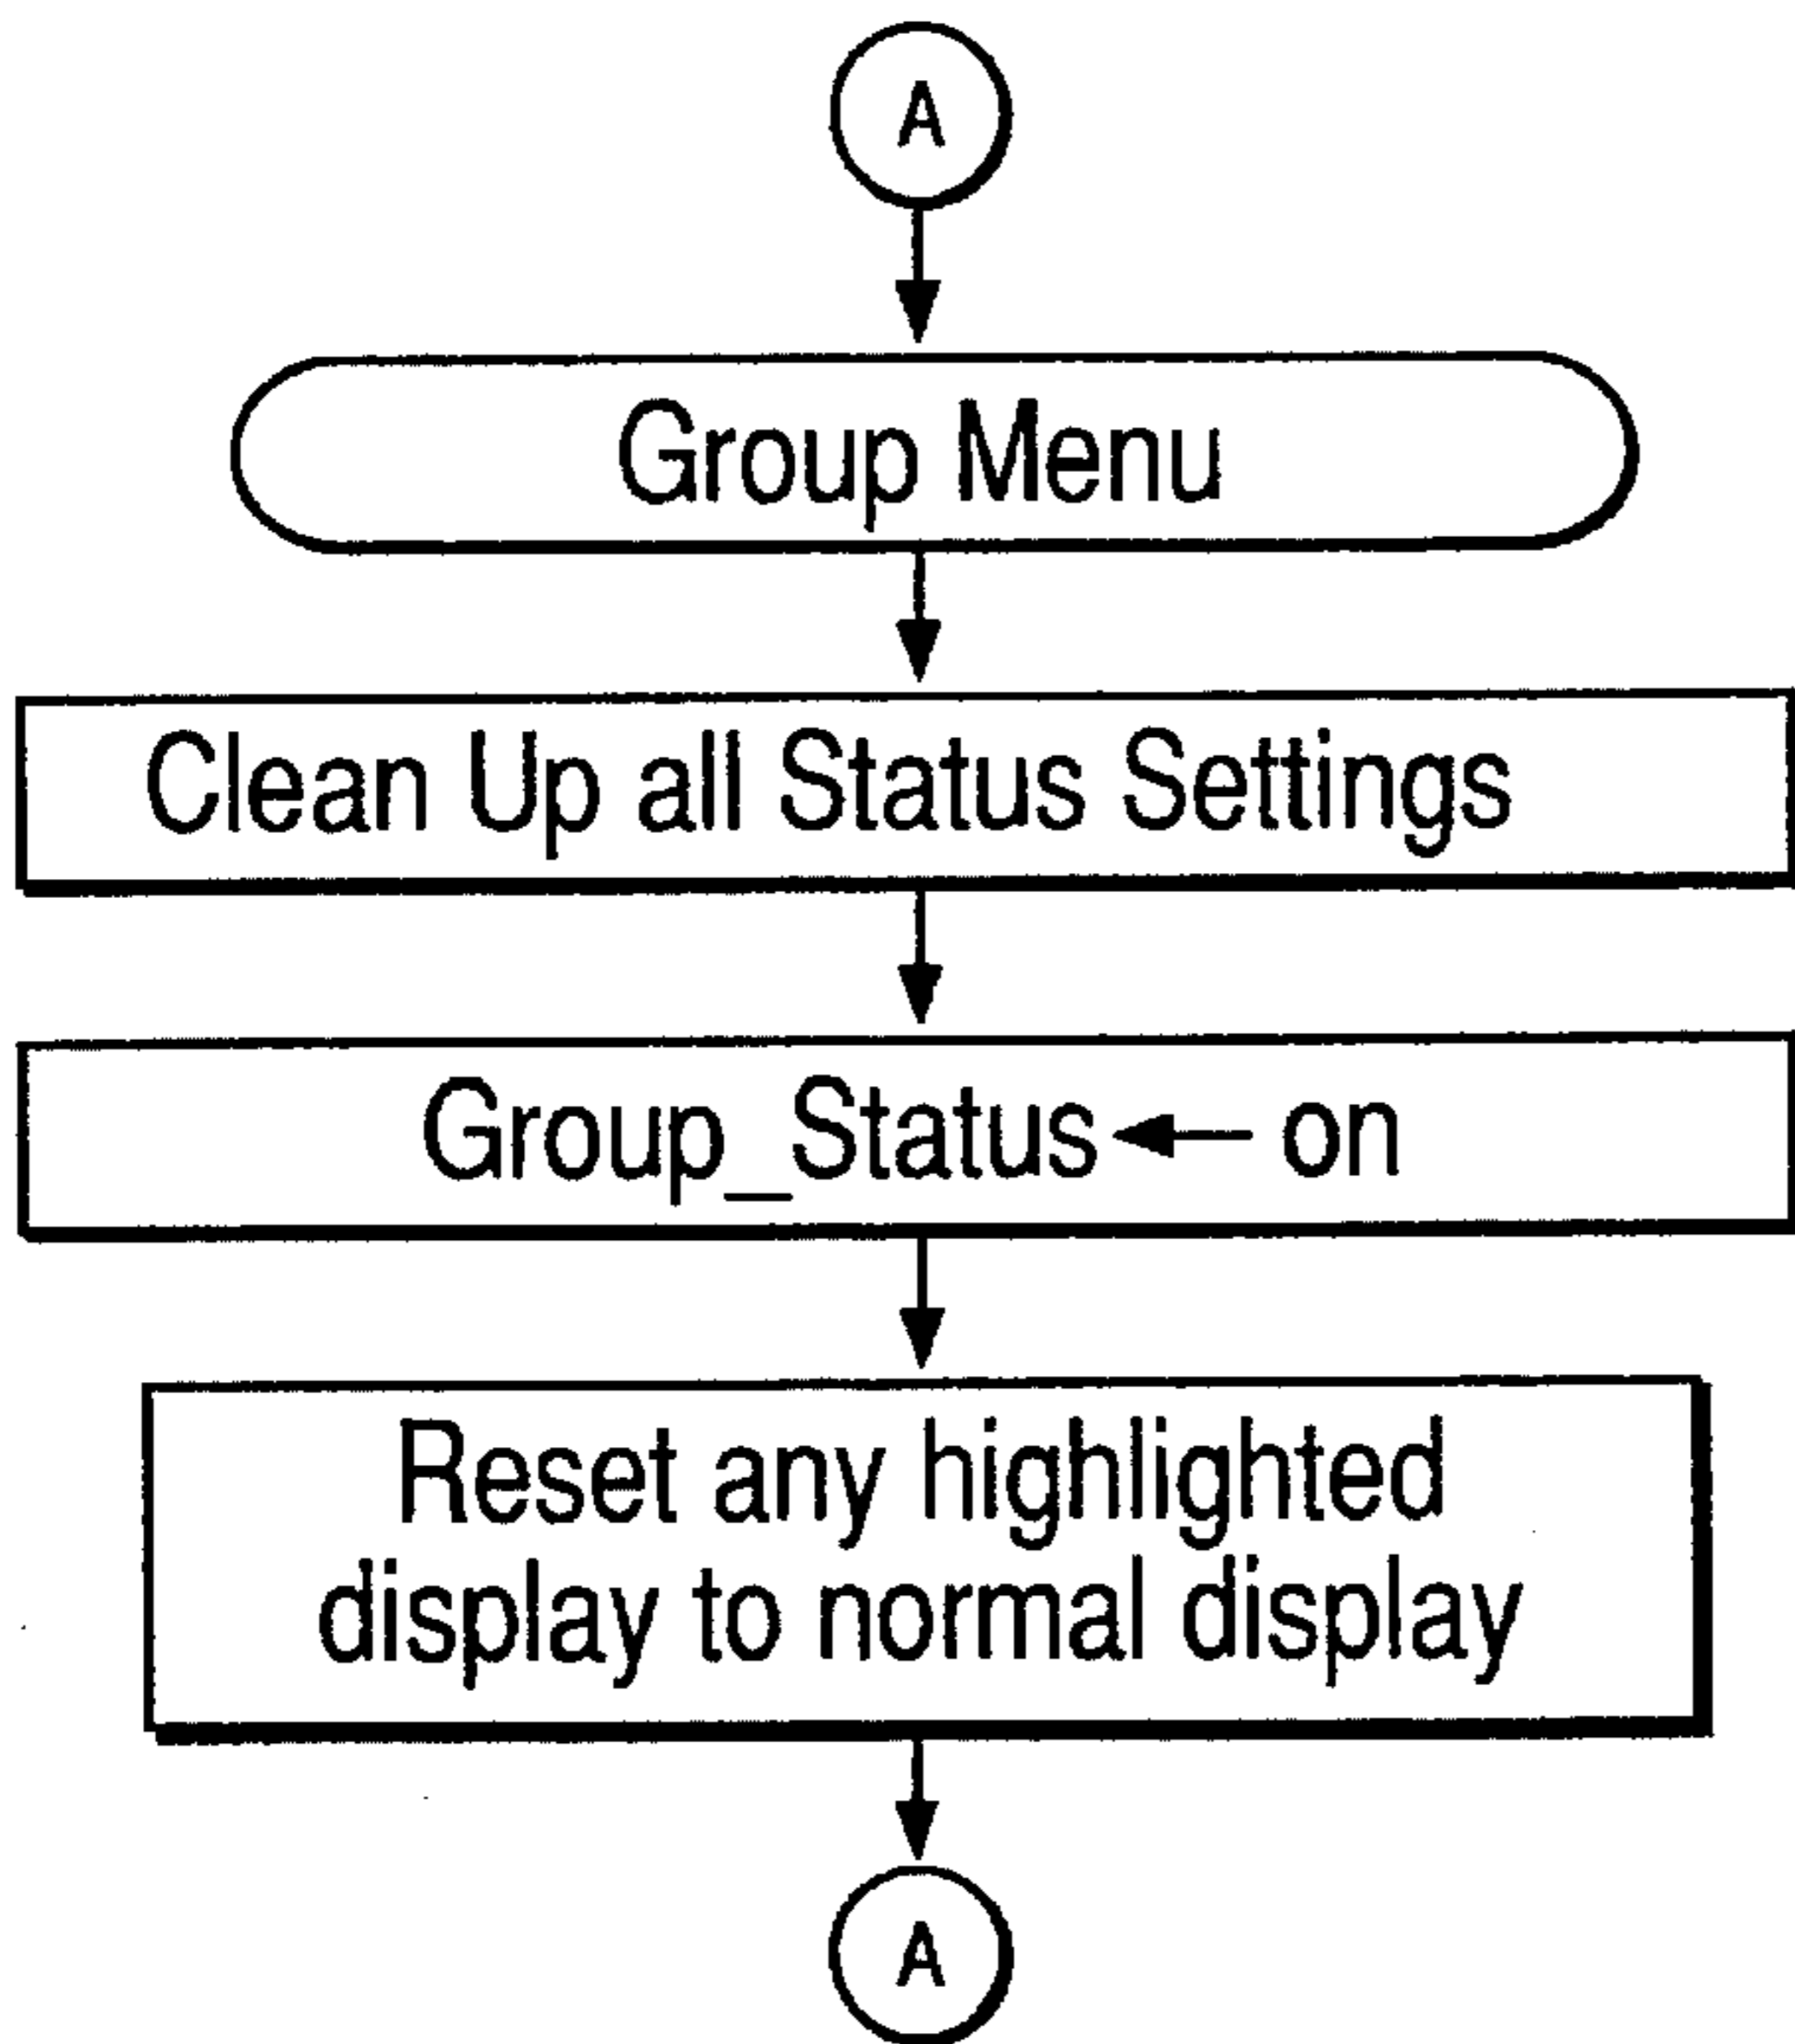 A
Group Menu
Clean Up all Status Settings
Group_Status ← on
Reset any highlighted
display to normal display
A